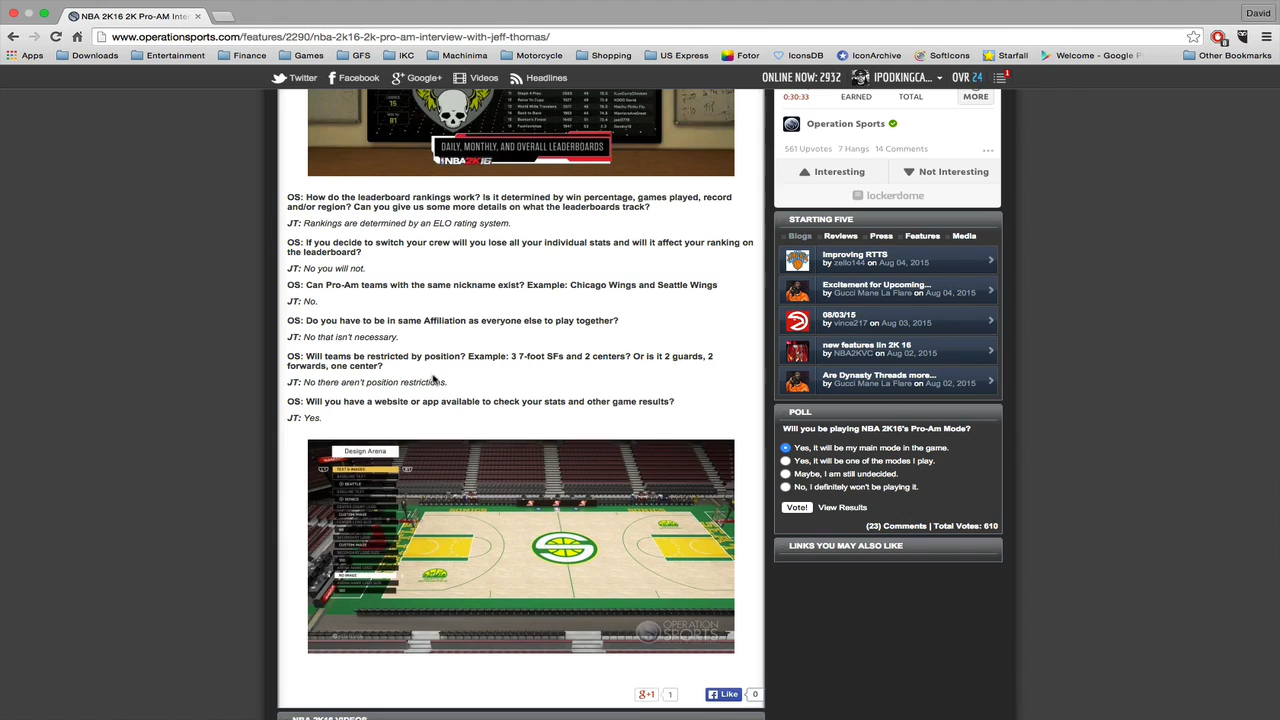 NBA 2K16 2K Pro-AM Inter
David
www.operationsports.com/features/2290/nba-2k16-2k-pro-am-interview-with-jeff-thomas/
Apps Downloads Entertainment Finance Games GFS IKC Machinima Motorcycle Shopping US Express Fotor IconsDB IconArchive Softlicons Starfall Welcome - Google P Other Bookmarks
Twitter Facebook Google+ Videos Headlines ONLINE NOW: 2932 IPODKINGCA... OVR 24 1
0:30:33 EARNED TOTAL MORE
DAILY, MONTHLY, AND OVERALL LEADERBOARDS
NBA2K16
Operation Sports
561 Upvotes 7 Hangs 14 Comments ...
Interesting Not Interesting
lockerdome
OS: How do the leaderboard rankings work? Is it determined by win percentage, games played, record
and/or region? Can you give us some more details on what the leaderboards track?
JT: Rankings are determined by an ELO rating system.
OS: If you decide to switch your crew will you lose all your individual stats and will it affect your ranking on
the leaderboard?
JT: No you will not.
OS: Can Pro-Am teams with the same nickname exist? Example: Chicago Wings and Seattle Wings
JT: No.
OS: Do you have to be in same Affiliation as everyone else to play together?
JT: No that isn't necessary.
OS: Will teams be restricted by position? Example: 3 7-foot SFs and 2 centers? Or is it 2 guards, 2
forwards, one center?
JT: No there aren't position restrictions.
OS: Will you have a website or app available to check your stats and other game results?
JT: Yes.
STARTING FIVE
Blogs Reviews Press Features Media
Improving RTTS
by zello144 on Aug 04, 2015
Excitement for Upcoming...
by Gucci Mane La Flare on Aug 04, 2015
08/03/15
by vince217 on Aug 03, 2015
new features lin 2K 16
by NBA2KVC on Aug 02, 2015
Are Dynasty Threads more...
by Gucci Mane La Flare on Aug 02, 2015
POLL
Will you be playing NBA 2K16's Pro-Am Mode?
Yes, it will be my main mode in the game.
Yes, it will be one of the modes I play.
Maybe, I am still undecided.
No, I definitely won't be playing it.
Vote! View Results
(23) Comments | Total Votes: 610
YOU MAY ALSO LIKE
Design Arena
TEXT & IMAGES
SEATTLE
SONICS
CUSTOM IMAGE
CUSTOM IMAGE
NO IMAGE
OPERATION
SPORTS
g+1 1 Like 0
NBA 2K16 VIDEOS